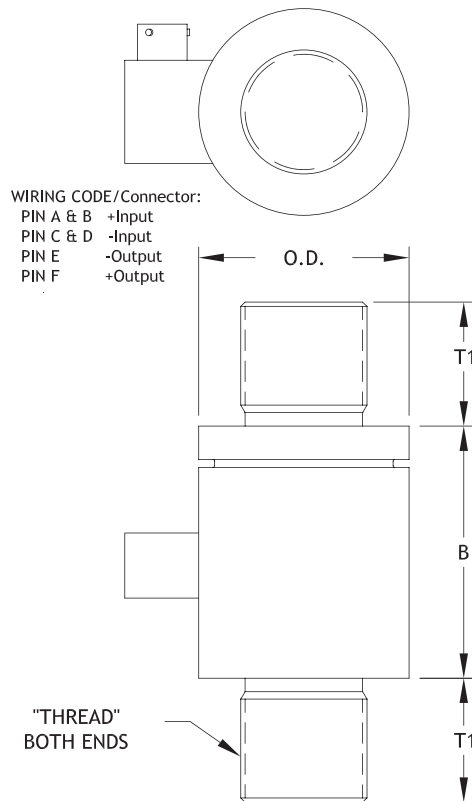 WIRING CODE/Connector:
PIN A & B +Input
PIN C & D -Input
PIN E -Output
PIN F +Output
O.D.
T1
B
T1
"THREAD"
BOTH ENDS